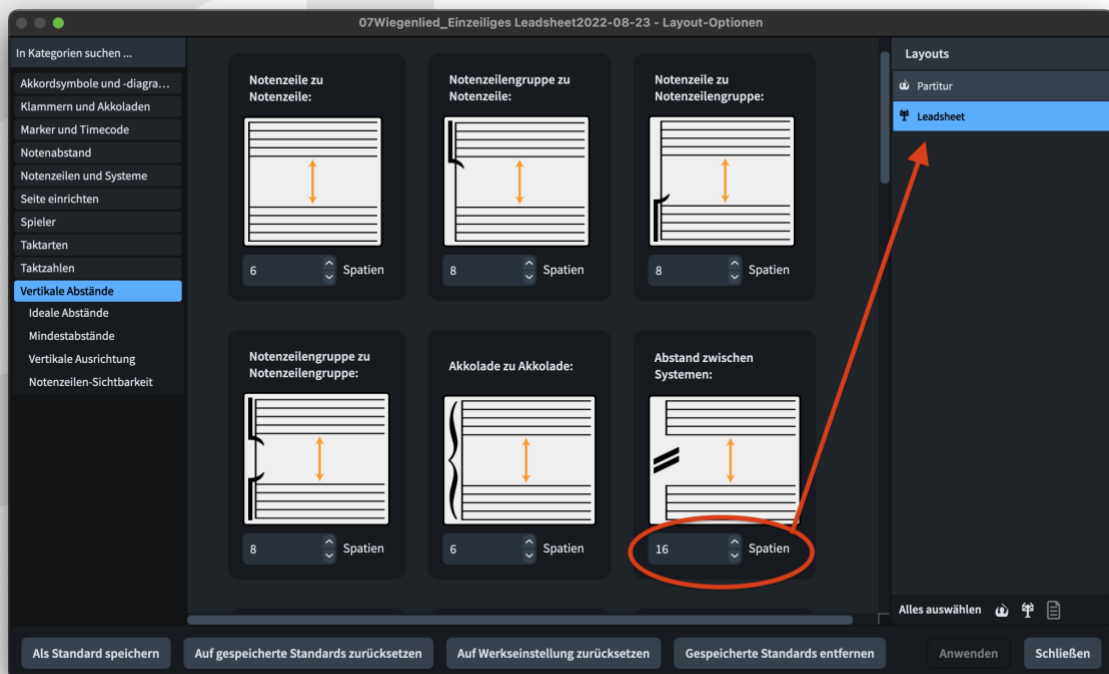 07Wiegenlied_Einzeiliges Leadsheet2022-08-23 - Layout-Optionen
In Kategorien suchen ...
Akkordsymbole und -diagra...
Klammern und Akkoladen
Marker und Timecode
Notenabstand
Notenzeilen und Systeme
Seite einrichten
Spieler
Taktarten
Taktzahlen
Vertikale Abstände
Ideale Abstände
Mindestabstände
Vertikale Ausrichtung
Notenzeilen-Sichtbarkeit
Notenzeile zu
Notenzeile:
6 Spatien
Notenzeilengruppe zu
Notenzeile:
8 Spatien
Notenzeile zu
Notenzeilengruppe:
8 Spatien
Notenzeilengruppe zu
Notenzeilengruppe:
8 Spatien
Akkolade zu Akkolade:
6 Spatien
Abstand zwischen
Systemen:
16 Spatien
Layouts
Partitur
Leadsheet
Alles auswählen
Als Standard speichern
Auf gespeicherte Standards zurücksetzen
Auf Werkseinstellung zurücksetzen
Gespeicherte Standards entfernen
Anwenden
Schließen